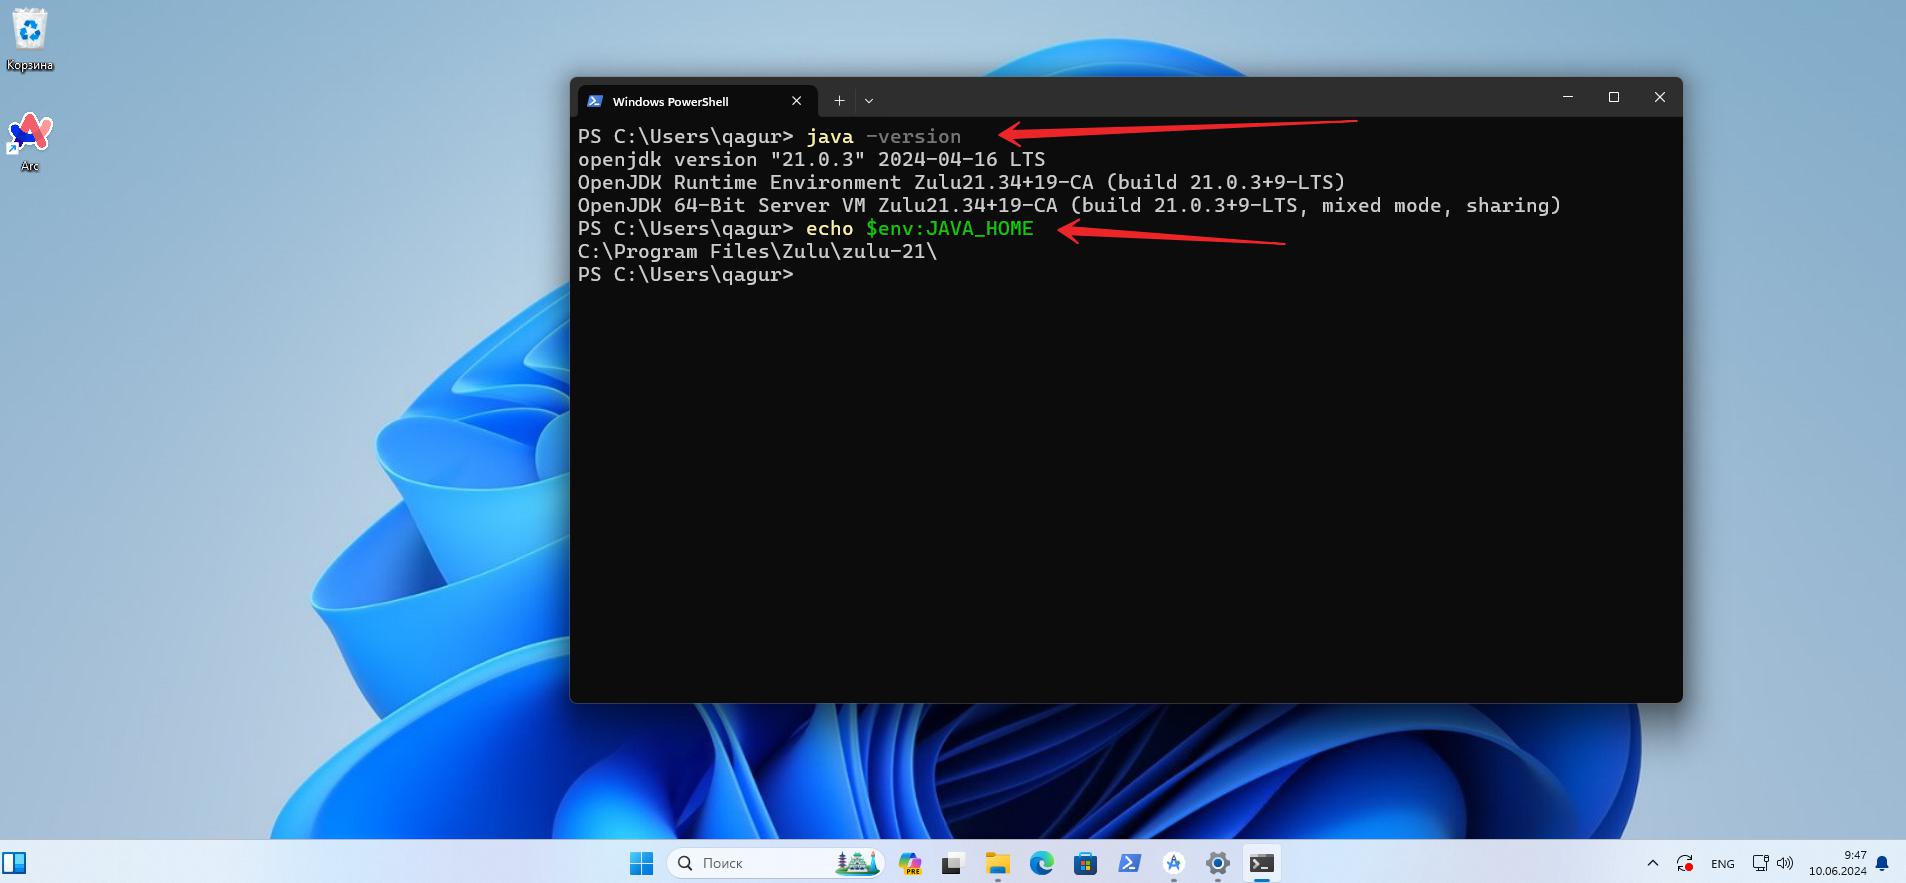 Корзина
Arc
Windows PowerShell
PS C:\Users\qagur> java -version
openjdk version "21.0.3" 2024-04-16 LTS
OpenJDK Runtime Environment Zulu21.34+19-CA (build 21.0.3+9-LTS)
OpenJDK 64-Bit Server VM Zulu21.34+19-CA (build 21.0.3+9-LTS, mixed mode, sharing)
PS C:\Users\qagur> echo $env:JAVA_HOME
C:\Program Files\Zulu\zulu-21\
PS C:\Users\qagur>
Поиск
PRE
ENG
9:47
10.06.2024